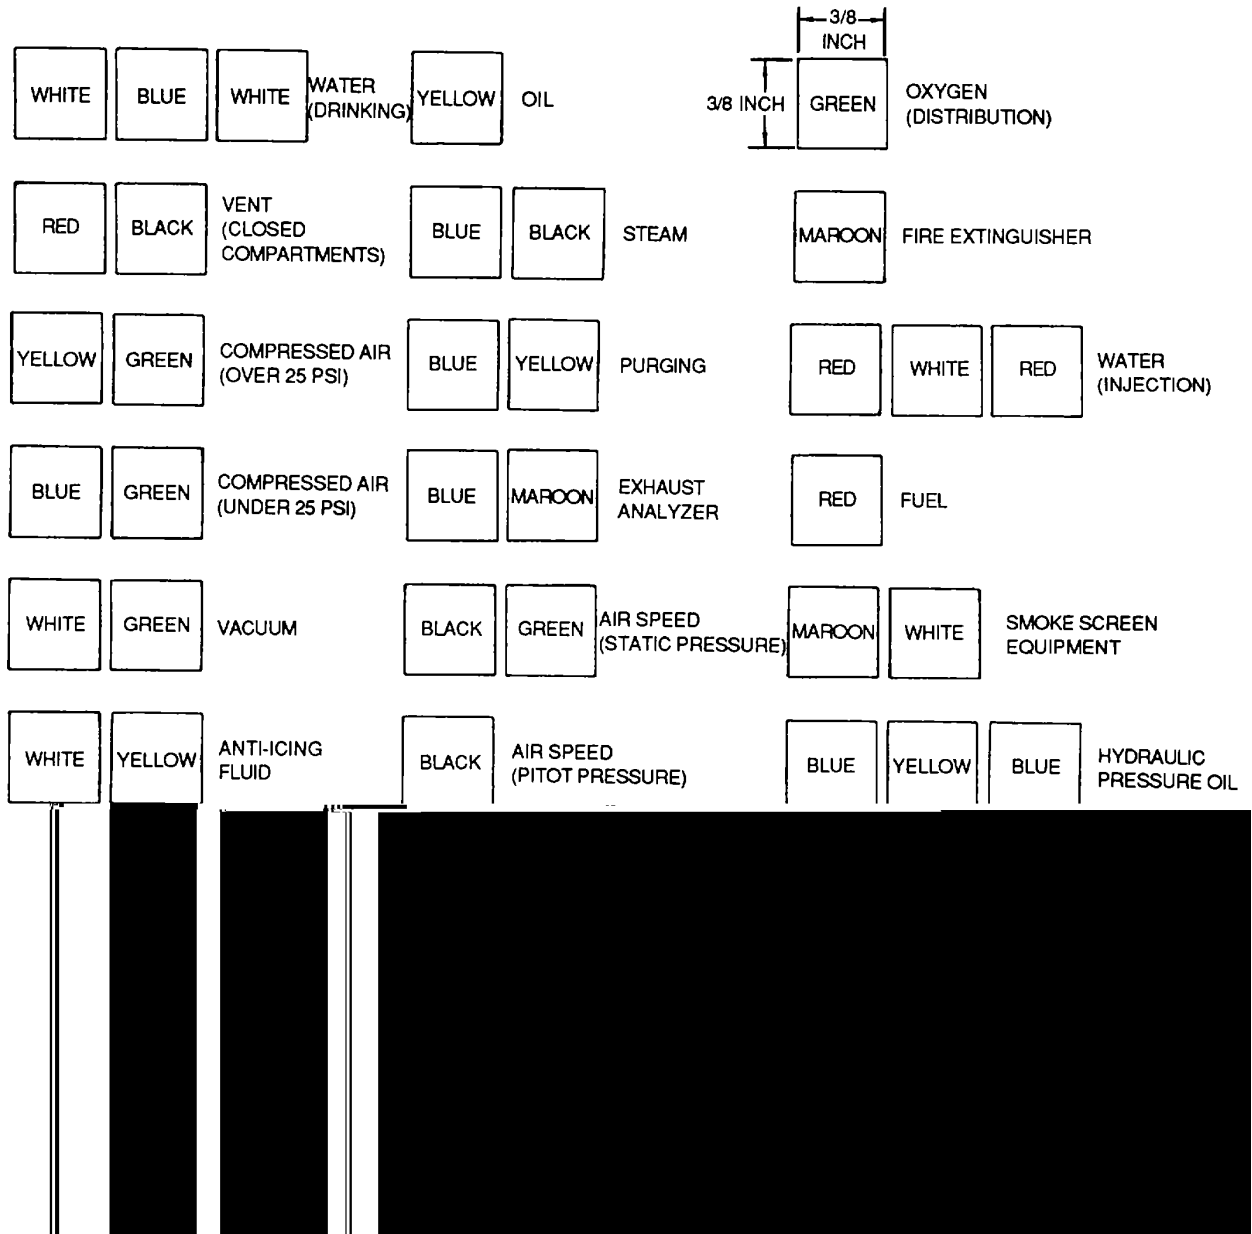 3/8
INCH
WHITE BLUE WHITE WATER
(DRINKING)
YELLOW OIL
3/8 INCH GREEN OXYGEN
(DISTRIBUTION)
RED BLACK VENT
(CLOSED
COMPARTMENTS)
BLUE BLACK STEAM
MAROON FIRE EXTINGUISHER
YELLOW GREEN COMPRESSED AIR
(OVER 25 PSI)
BLUE YELLOW PURGING
RED WHITE RED WATER
(INJECTION)
BLUE GREEN COMPRESSED AIR
(UNDER 25 PSI)
BLUE MAROON EXHAUST
ANALYZER
RED FUEL
WHITE GREEN VACUUM
BLACK GREEN AIR SPEED
(STATIC PRESSURE)
MAROON WHITE SMOKE SCREEN
EQUIPMENT
WHITE YELLOW ANTI-ICING
FLUID
BLACK AIR SPEED
(PITOT PRESSURE)
BLUE YELLOW BLUE HYDRAULIC
PRESSURE OIL